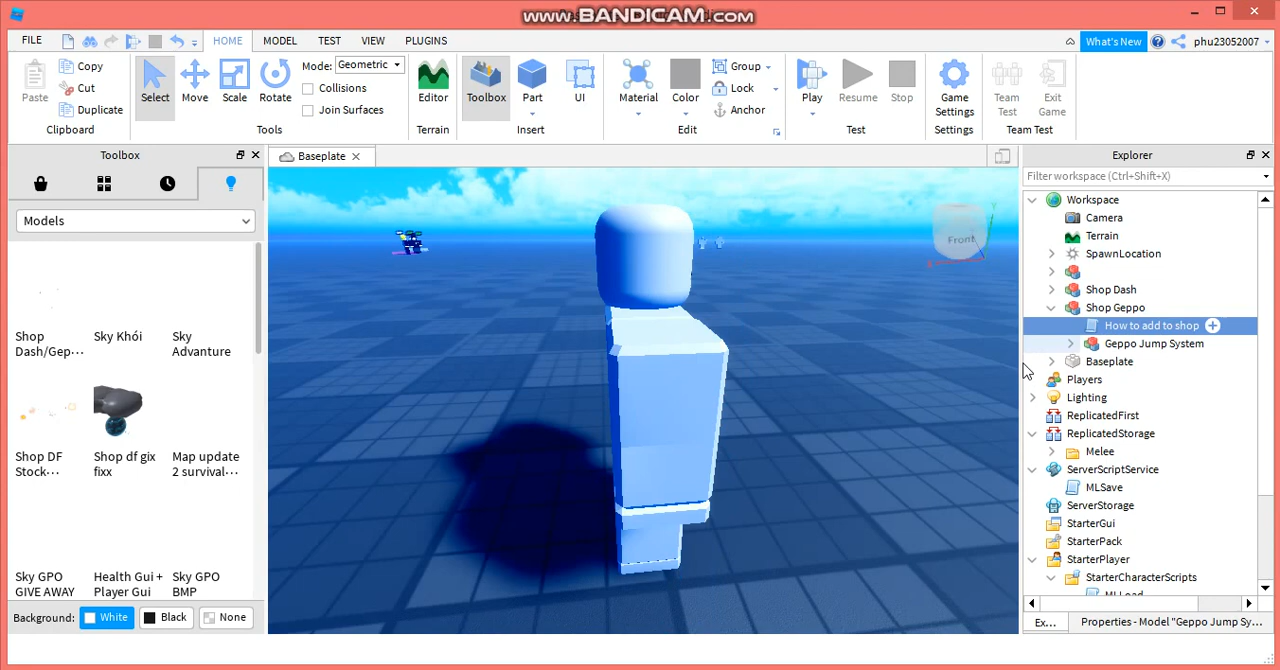 www.BANDICAM.com
FILE
HOME
MODEL
TEST
VIEW
PLUGINS
What's New
phu23052007
Paste
Copy
Cut
Duplicate
Clipboard
Select
Move
Scale
Rotate
Mode: Geometric
Collisions
Join Surfaces
Tools
Editor
Terrain
Toolbox
Part
UI
Insert
Material
Color
Group
Lock
Anchor
Edit
Play
Resume
Stop
Test
Game
Settings
Settings
Team
Test
Exit
Game
Team Test
Toolbox
Models
Shop
Dash/Gep...
Sky Khói
Sky
Advanture
Shop DF
Stock...
Shop df gix
fixx
Map update
2 survival...
Sky GPO
GIVE AWAY
Health Gui +
Player Gui
Sky GPO
BMP
Background:
White
Black
None
Baseplate
Front
Explorer
Filter workspace (Ctrl+Shift+X)
Workspace
Camera
Terrain
SpawnLocation
Shop Dash
Shop Geppo
How to add to shop
Geppo Jump System
Baseplate
Players
Lighting
ReplicatedFirst
ReplicatedStorage
Melee
ServerScriptService
MLSave
ServerStorage
StarterGui
StarterPack
StarterPlayer
StarterCharacterScripts
MLLoad
Ex...
Properties - Model "Geppo Jump Sy...